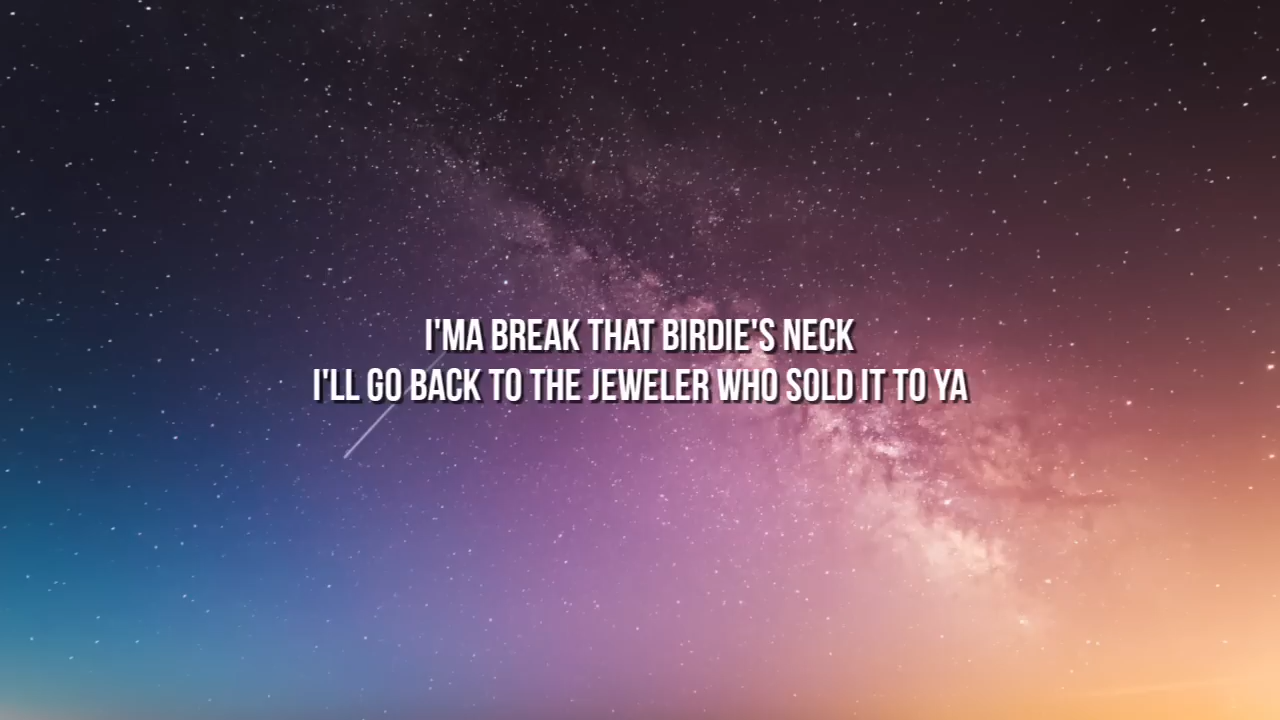 I'MA BREAK THAT BIRDIE'S NECK
I'LL GO BACK TO THE JEWELER WHO SOLD IT TO YA